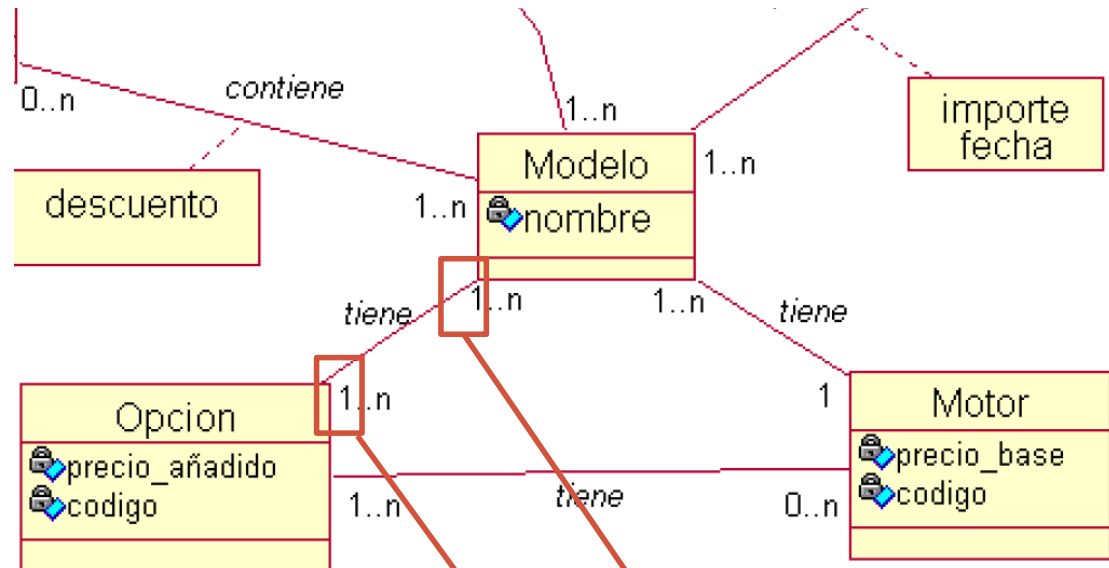 0..n
contiene
1..n
importe
fecha
Modelo
1..n
descuento
1..n
nombre
tiene
1..n
1..n
tiene
Opcion
1..n
1
Motor
precio_añadido
precio_base
codigo
1..n
tiene
0..n
codigo